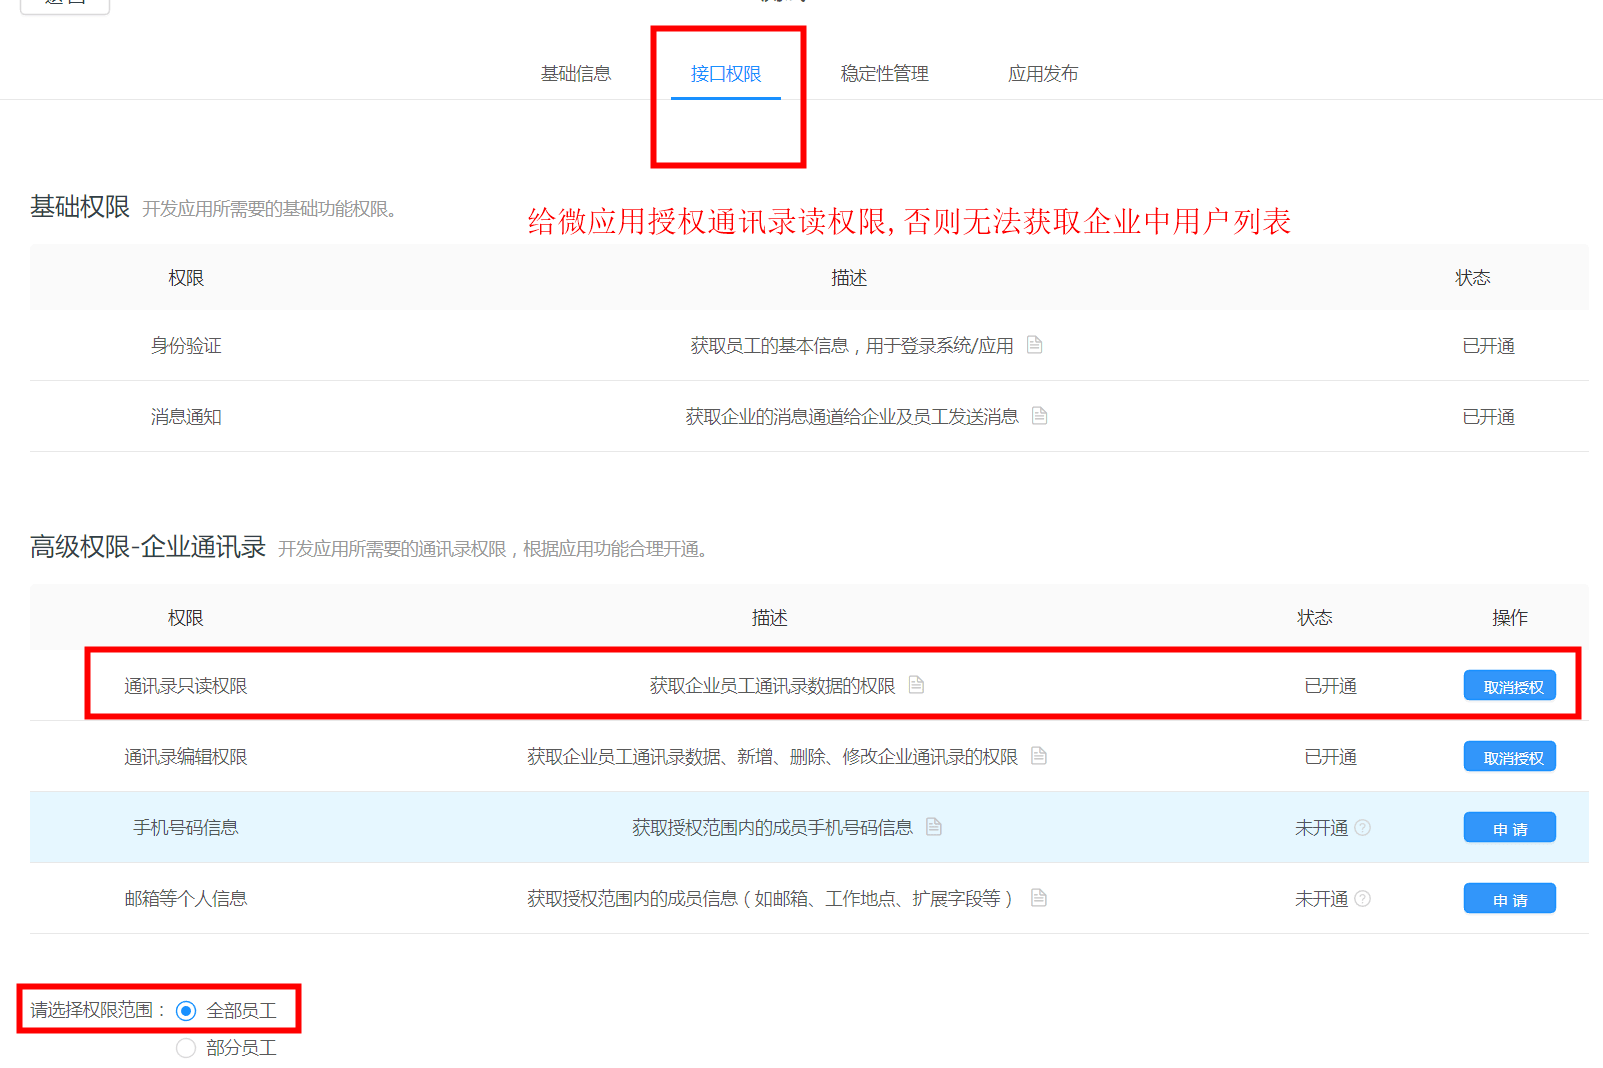 基础信息 接口权限 稳定性管理 应用发布
基础权限 开发应用所需要的基础功能权限。
给微应用授权通讯录读权限,否则无法获取企业中用户列表
权限 描述 状态
身份验证 获取员工的基本信息，用于登录系统/应用 已开通
消息通知 获取企业的消息通道给企业及员工发送消息 已开通
高级权限-企业通讯录 开发应用所需要的通讯录权限，根据应用功能合理开通。
权限 描述 状态 操作
通讯录只读权限 获取企业员工通讯录数据的权限 已开通 取消授权
通讯录编辑权限 获取企业员工通讯录数据、新增、删除、修改企业通讯录的权限 已开通 取消授权
手机号码信息 获取授权范围内的成员手机号码信息 未开通 ? 申 请
邮箱等个人信息 获取授权范围内的成员信息（如邮箱、工作地点、扩展字段等） 未开通 ? 申 请
请选择权限范围： 全部员工
部分员工